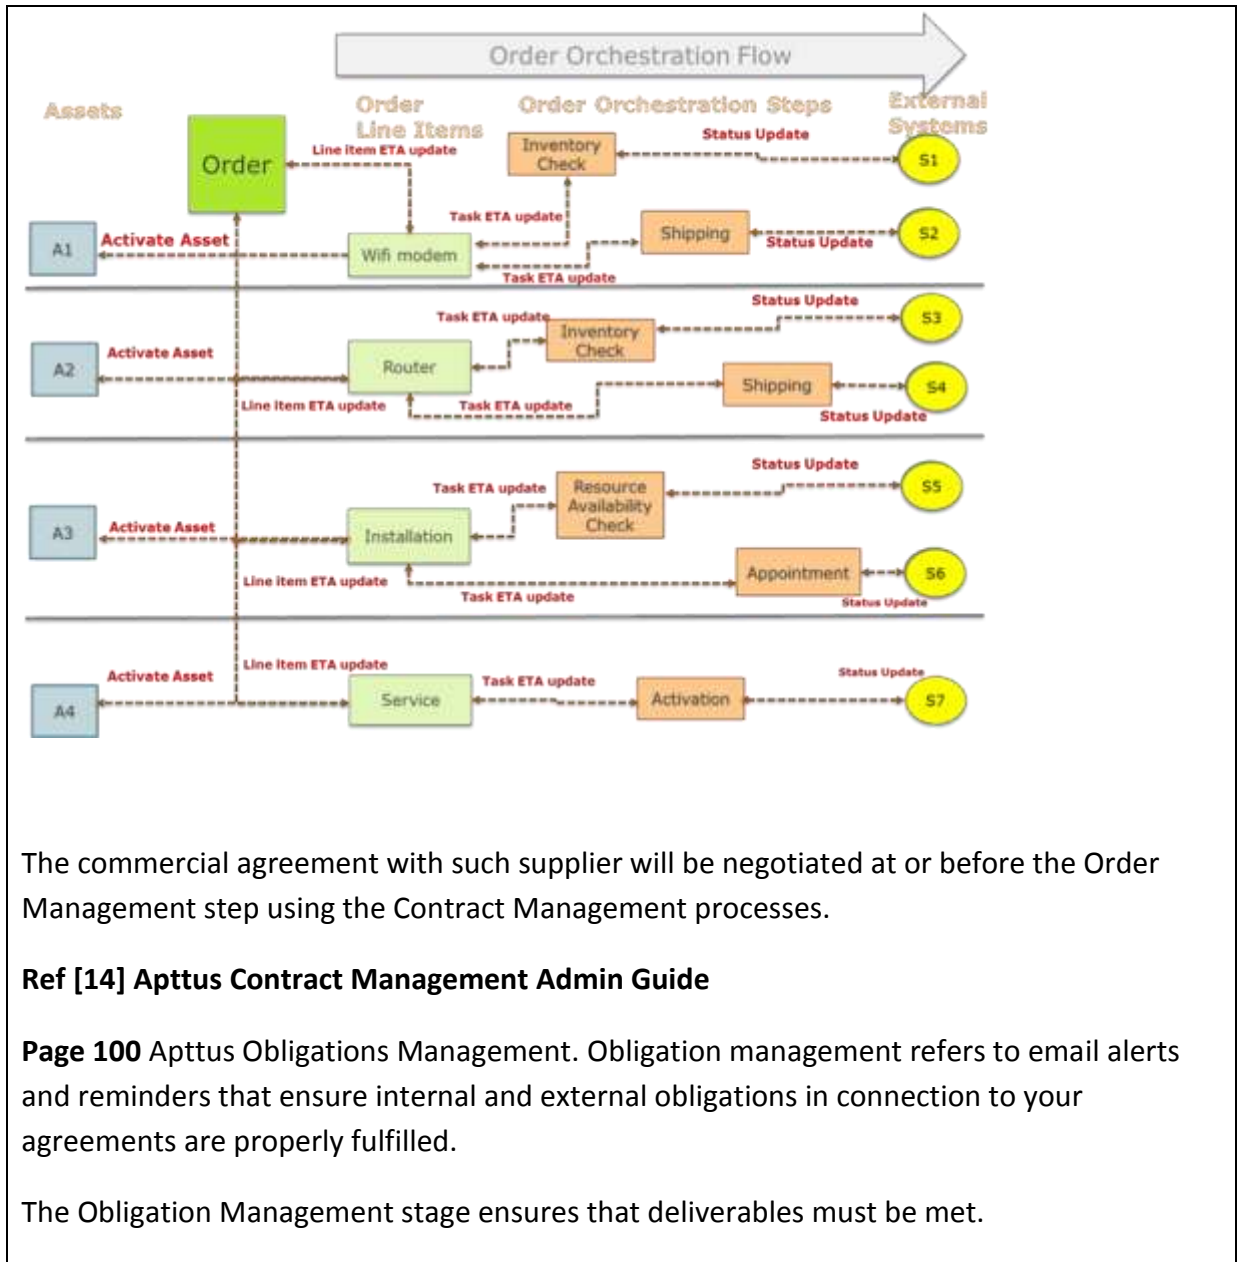 Order Orchestration Flow
Assets
Order
Line Items
Order Orchestration Steps
External
Systems
Order
Line item ETA update
Inventory
Check
Status Update
S1
Task ETA update
A1
Activate Asset
Wifi modem
Shipping
Status Update
S2
Task ETA update
Status Update
Task ETA update
Inventory
Check
S3
A2
Activate Asset
Router
Shipping
S4
Line item ETA update
Task ETA update
Status Update
Status Update
Task ETA update
Resource
Availability
Check
S5
A3
Activate Asset
Installation
Line item ETA update
Task ETA update
Appointment
S6
Status Update
Line item ETA update
Activate Asset
Task ETA update
Status Update
A4
Service
Activation
S7
The commercial agreement with such supplier will be negotiated at or before the Order
Management step using the Contract Management processes.
Ref [14] Apttus Contract Management Admin Guide
Page 100 Apttus Obligations Management. Obligation management refers to email alerts
and reminders that ensure internal and external obligations in connection to your
agreements are properly fulfilled.
The Obligation Management stage ensures that deliverables must be met.